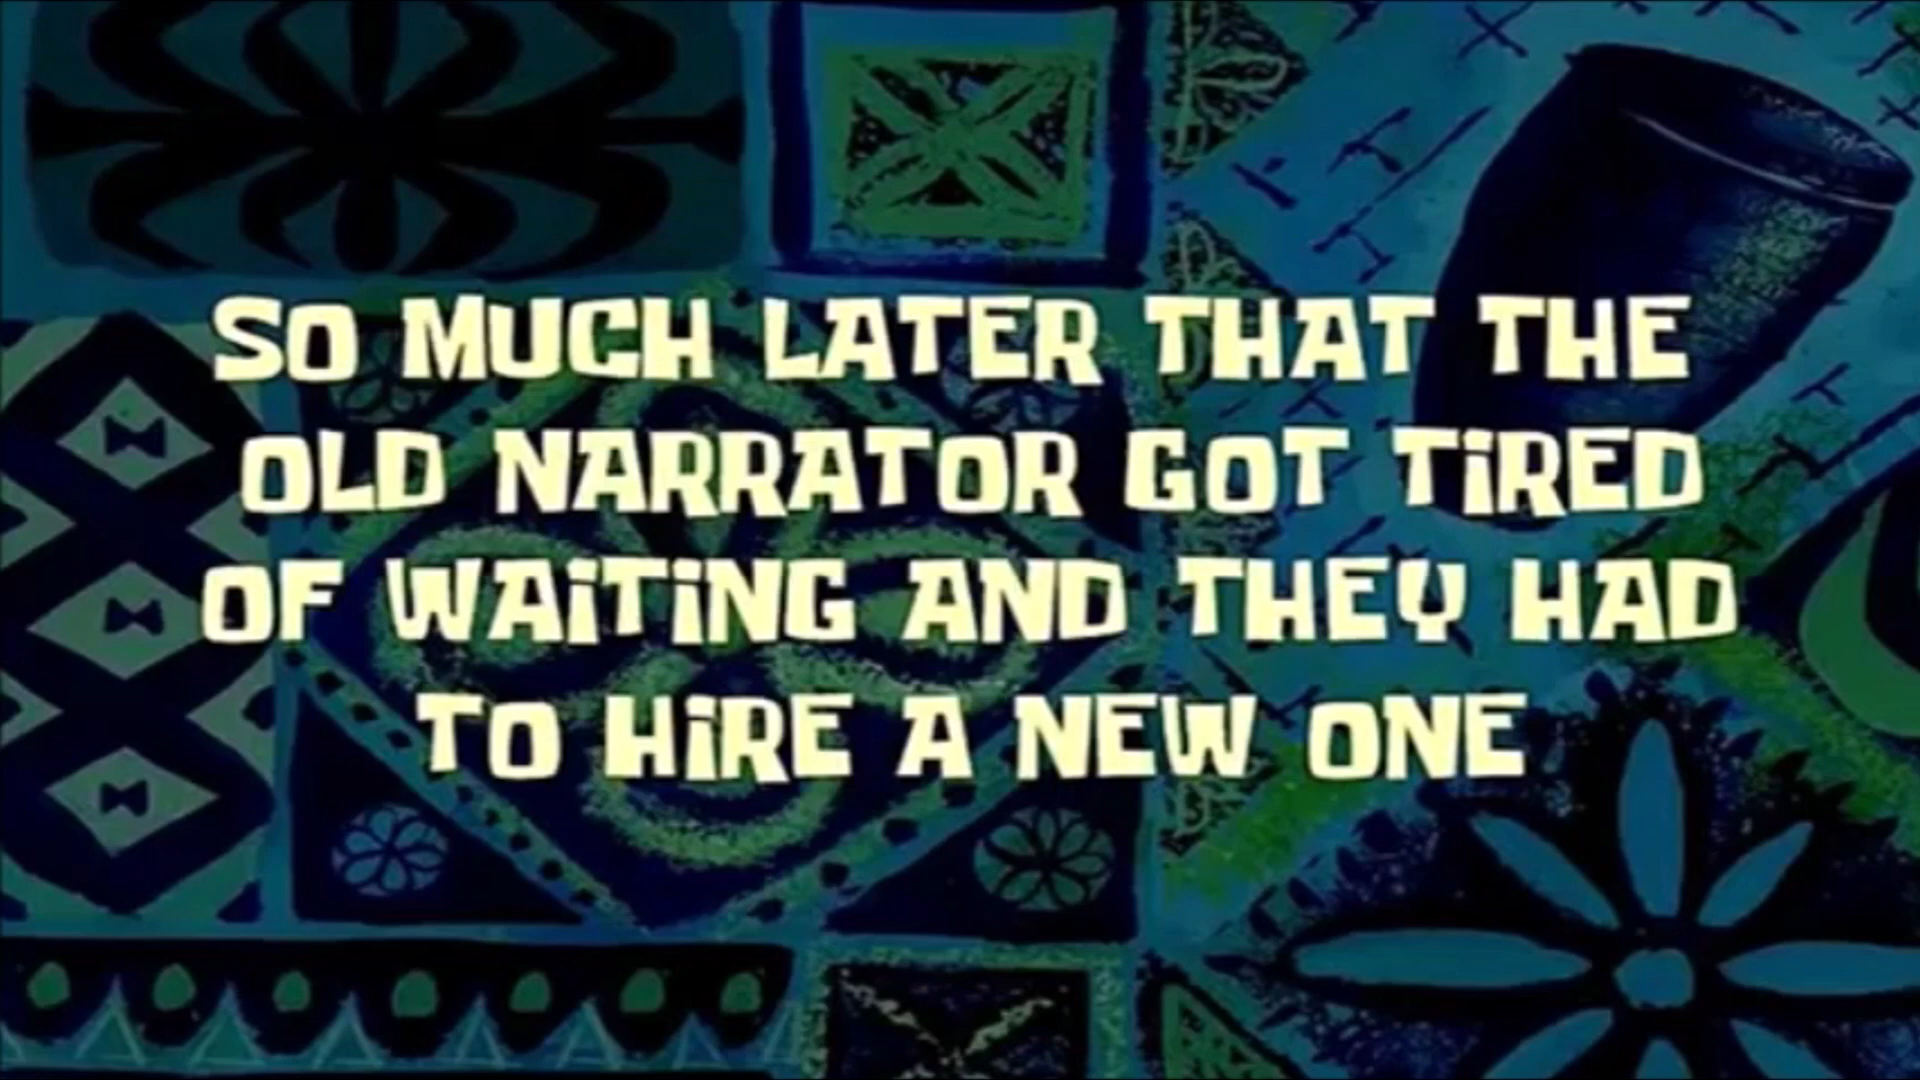 SO MUCH LATER THAT THE
OLD NARRATOR GOT TiRED
OF WAiTiNG AND THEY HAD
TO HiRE A NEW ONE